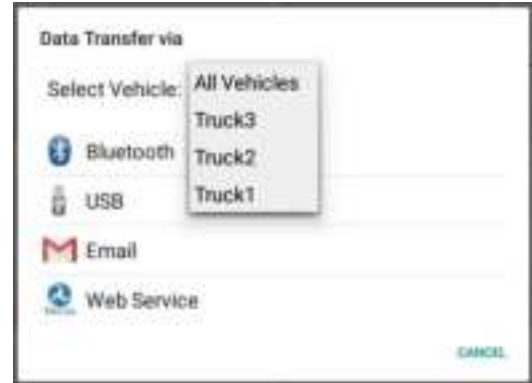 Data Transfer via
Select Vehicle: All Vehicles
Truck3
Bluetooth
Truck2
USB
Truck1
Email
Web Service
CANCEL